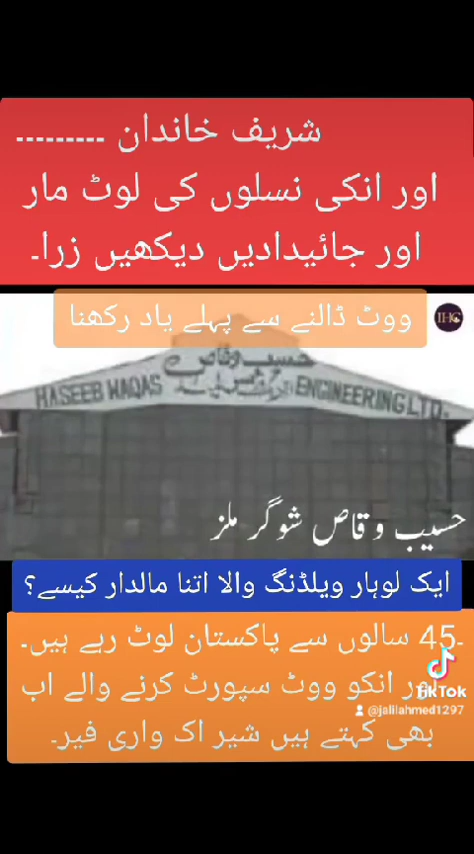 شریف خاندان ---------
اور انکی نسلوں کی لوٹ مار
اور جائیدادیں دیکھیں زرا۔
ووٹ ڈالنے سے پہلے یاد رکھنا
IHC
حسیب وقاص
HASEEB WAQAS
ENGINEERING LTD.
حسیب وقاص شوگر ملز
ایک لوہار ویلڈنگ والا اتنا مالدار کیسے؟
45 سالوں سے پاکستان لوٹ رہے ہیں۔
اور انکو ووٹ سپورٹ کرنے والے اب
بھی کہتے ہیں شیر اک واری فیر۔
TikTok
@jalilahmed1297